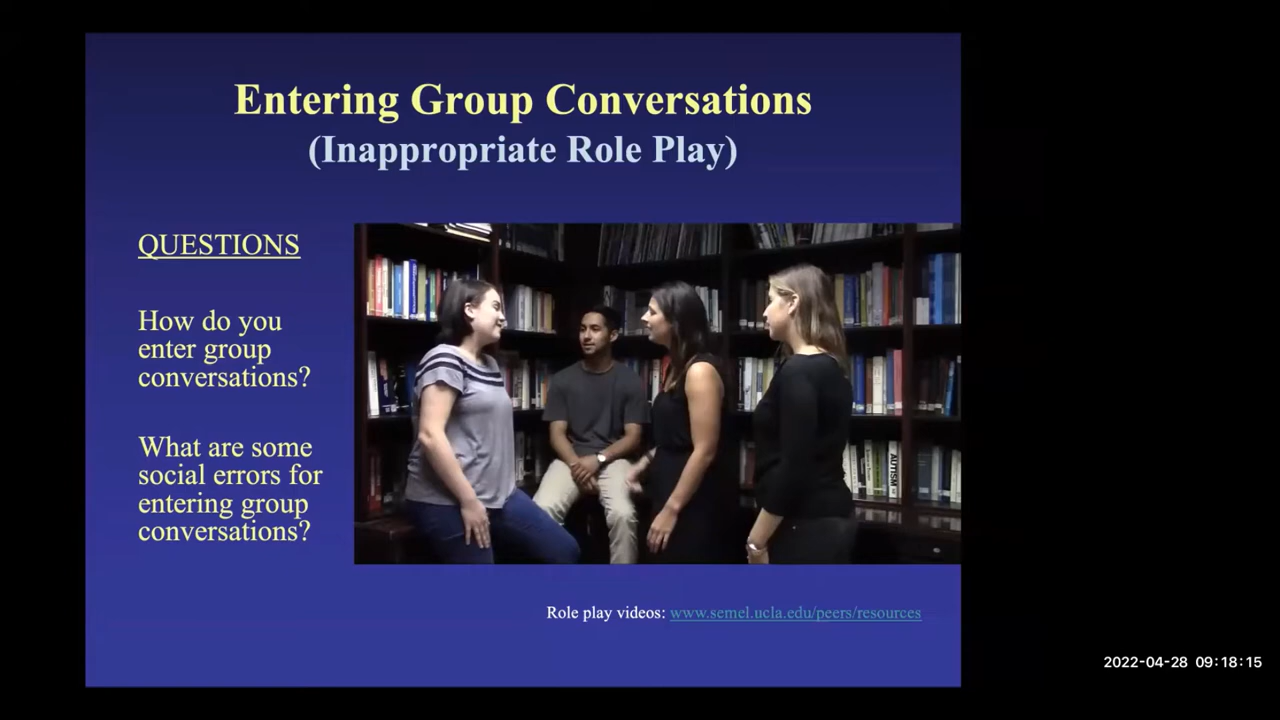 Entering Group Conversations
(Inappropriate Role Play)
QUESTIONS
How do you
enter group
conversations?
What are some
social errors for
entering group
conversations?
AUTISM
Role play videos: www.semel.ucla.edu/peers/resources
2022-04-28 09:18:15